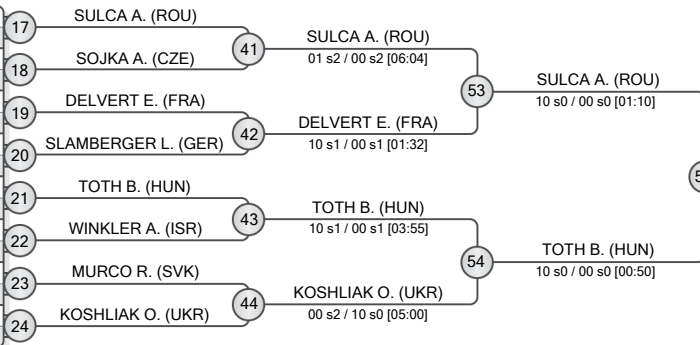 17
SULCA A. (ROU)
18
SOJKA A. (CZE)
41
SULCA A. (ROU)
01 s2 / 00 s2 [06:04]
19
DELVERT E. (FRA)
20
SLAMBERGER L. (GER)
42
DELVERT E. (FRA)
10 s1 / 00 s1 [01:32]
53
SULCA A. (ROU)
10 s0 / 00 s0 [01:10]
21
TOTH B. (HUN)
22
WINKLER A. (ISR)
43
TOTH B. (HUN)
10 s1 / 00 s1 [03:55]
23
MURCO R. (SVK)
24
KOSHLIAK O. (UKR)
44
KOSHLIAK O. (UKR)
00 s2 / 10 s0 [05:00]
54
TOTH B. (HUN)
10 s0 / 00 s0 [00:50]